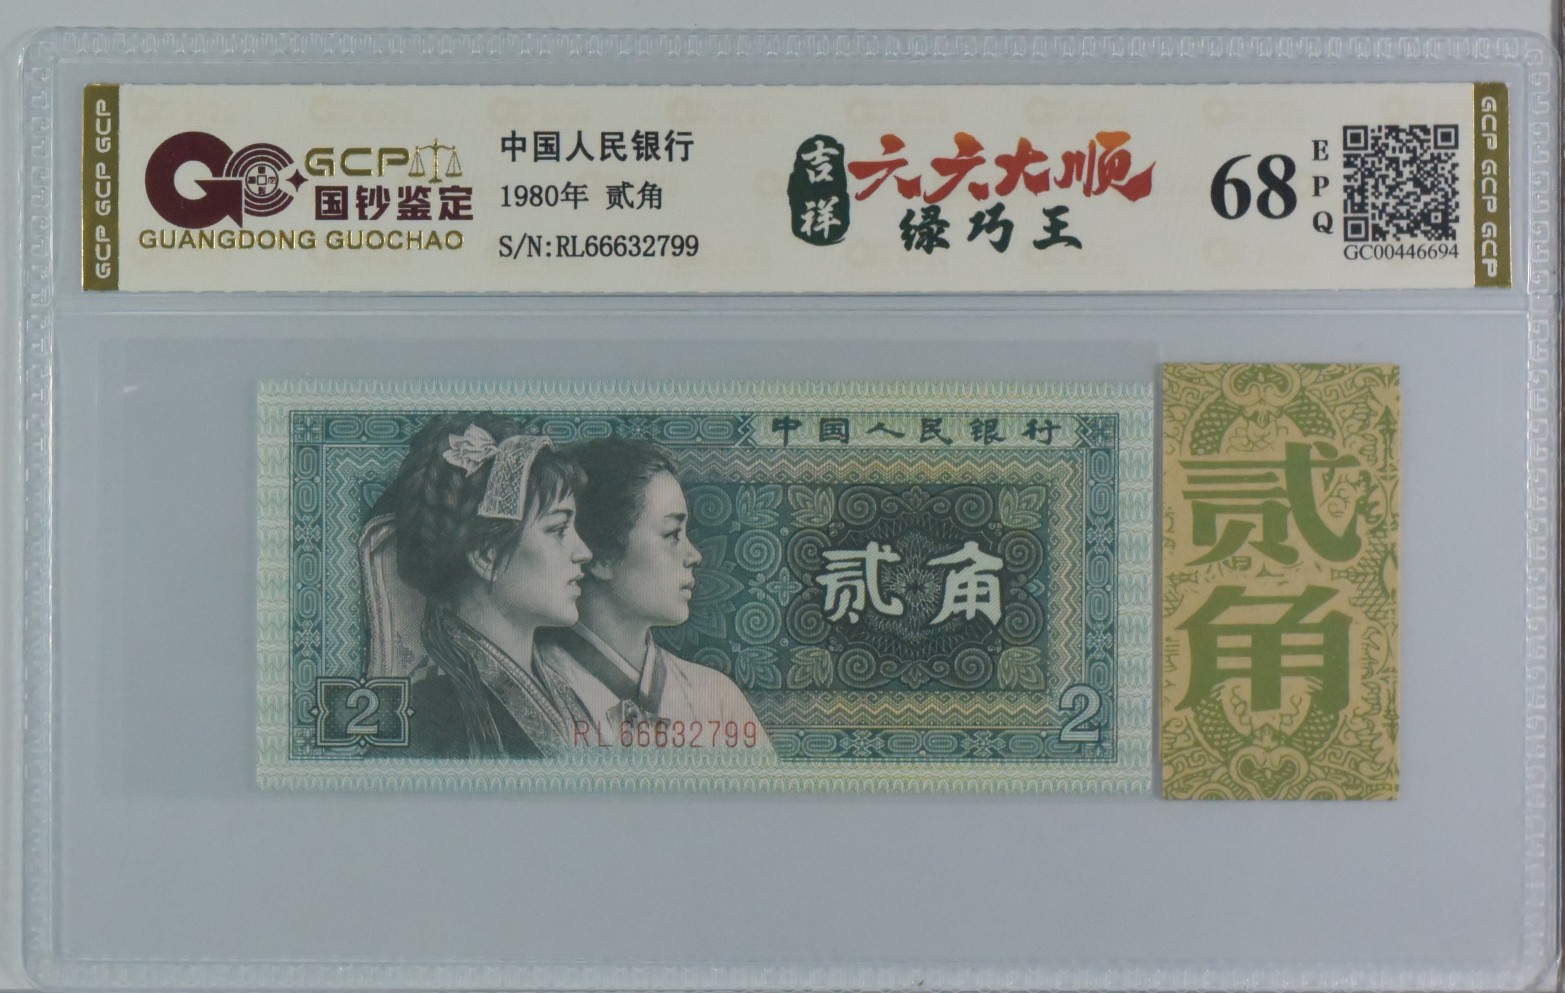 GCP GCP GCP
GCP
国钞鉴定
GUANGDONG GUOCHAO
中国人民银行
1980年 贰角
S/N:RL66632799
吉祥
六六大顺
绿巧王
68
EPQ
GC00446694
GCP GCP GCP
中国人民银行
贰角
2
RL66632799
2
贰角